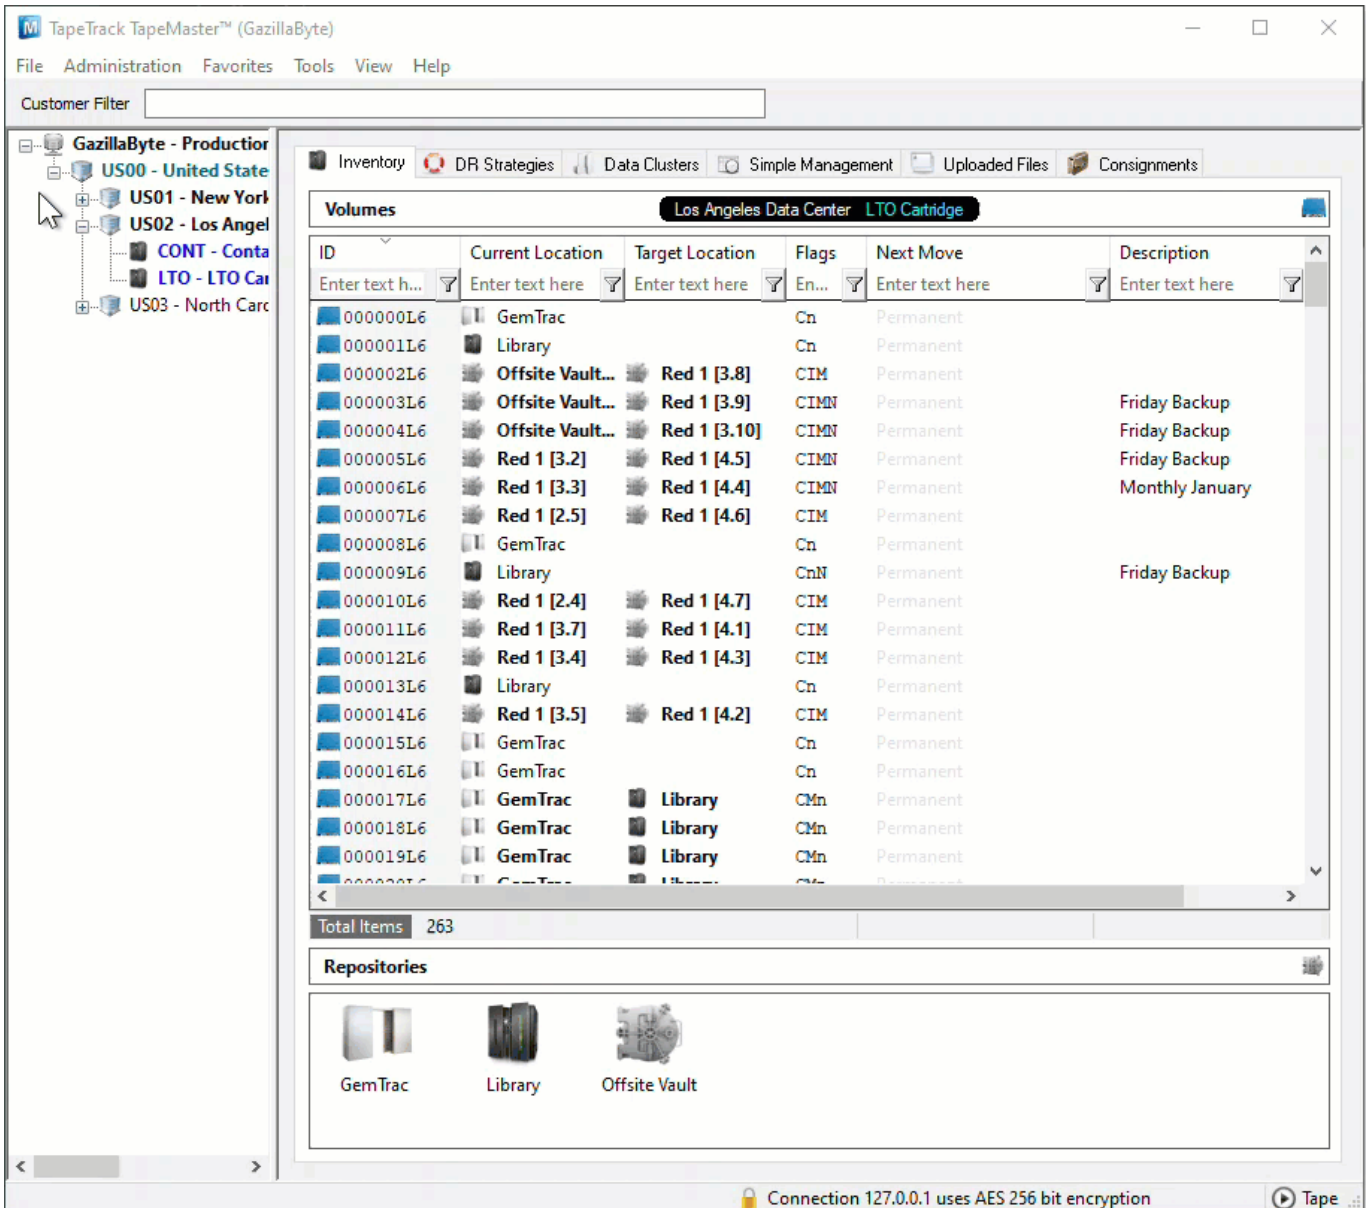 TapeTrack TapeMaster™ (GazillaByte)
File Administration Favorites Tools View Help
Customer Filter
GazillaByte - Production
US00 - United State
US01 - New York
US02 - Los Angel
CONT - Conta
LTO - LTO Car
US03 - North Carc
Inventory DR Strategies Data Clusters Simple Management Uploaded Files Consignments
Volumes Los Angeles Data Center LTO Cartridge
ID Current Location Target Location Flags Next Move Description
Enter text h... Enter text here Enter text here En... Enter text here Enter text here
000000L6 GemTrac Cn Permanent
000001L6 Library Cn Permanent
000002L6 Offsite Vault... Red 1 [3.8] CIM Permanent
000003L6 Offsite Vault... Red 1 [3.9] CIMN Permanent Friday Backup
000004L6 Offsite Vault... Red 1 [3.10] CIMN Permanent Friday Backup
000005L6 Red 1 [3.2] Red 1 [4.5] CIMN Permanent Friday Backup
000006L6 Red 1 [3.3] Red 1 [4.4] CIMN Permanent Monthly January
000007L6 Red 1 [2.5] Red 1 [4.6] CIM Permanent
000008L6 GemTrac Cn Permanent
000009L6 Library CnN Permanent Friday Backup
000010L6 Red 1 [2.4] Red 1 [4.7] CIM Permanent
000011L6 Red 1 [3.7] Red 1 [4.1] CIM Permanent
000012L6 Red 1 [3.4] Red 1 [4.3] CIM Permanent
000013L6 Library Cn Permanent
000014L6 Red 1 [3.5] Red 1 [4.2] CIM Permanent
000015L6 GemTrac Cn Permanent
000016L6 GemTrac Cn Permanent
000017L6 GemTrac Library CMn Permanent
000018L6 GemTrac Library CMn Permanent
000019L6 GemTrac Library CMn Permanent
Total Items 263
Repositories
GemTrac Library Offsite Vault
Connection 127.0.0.1 uses AES 256 bit encryption Tape